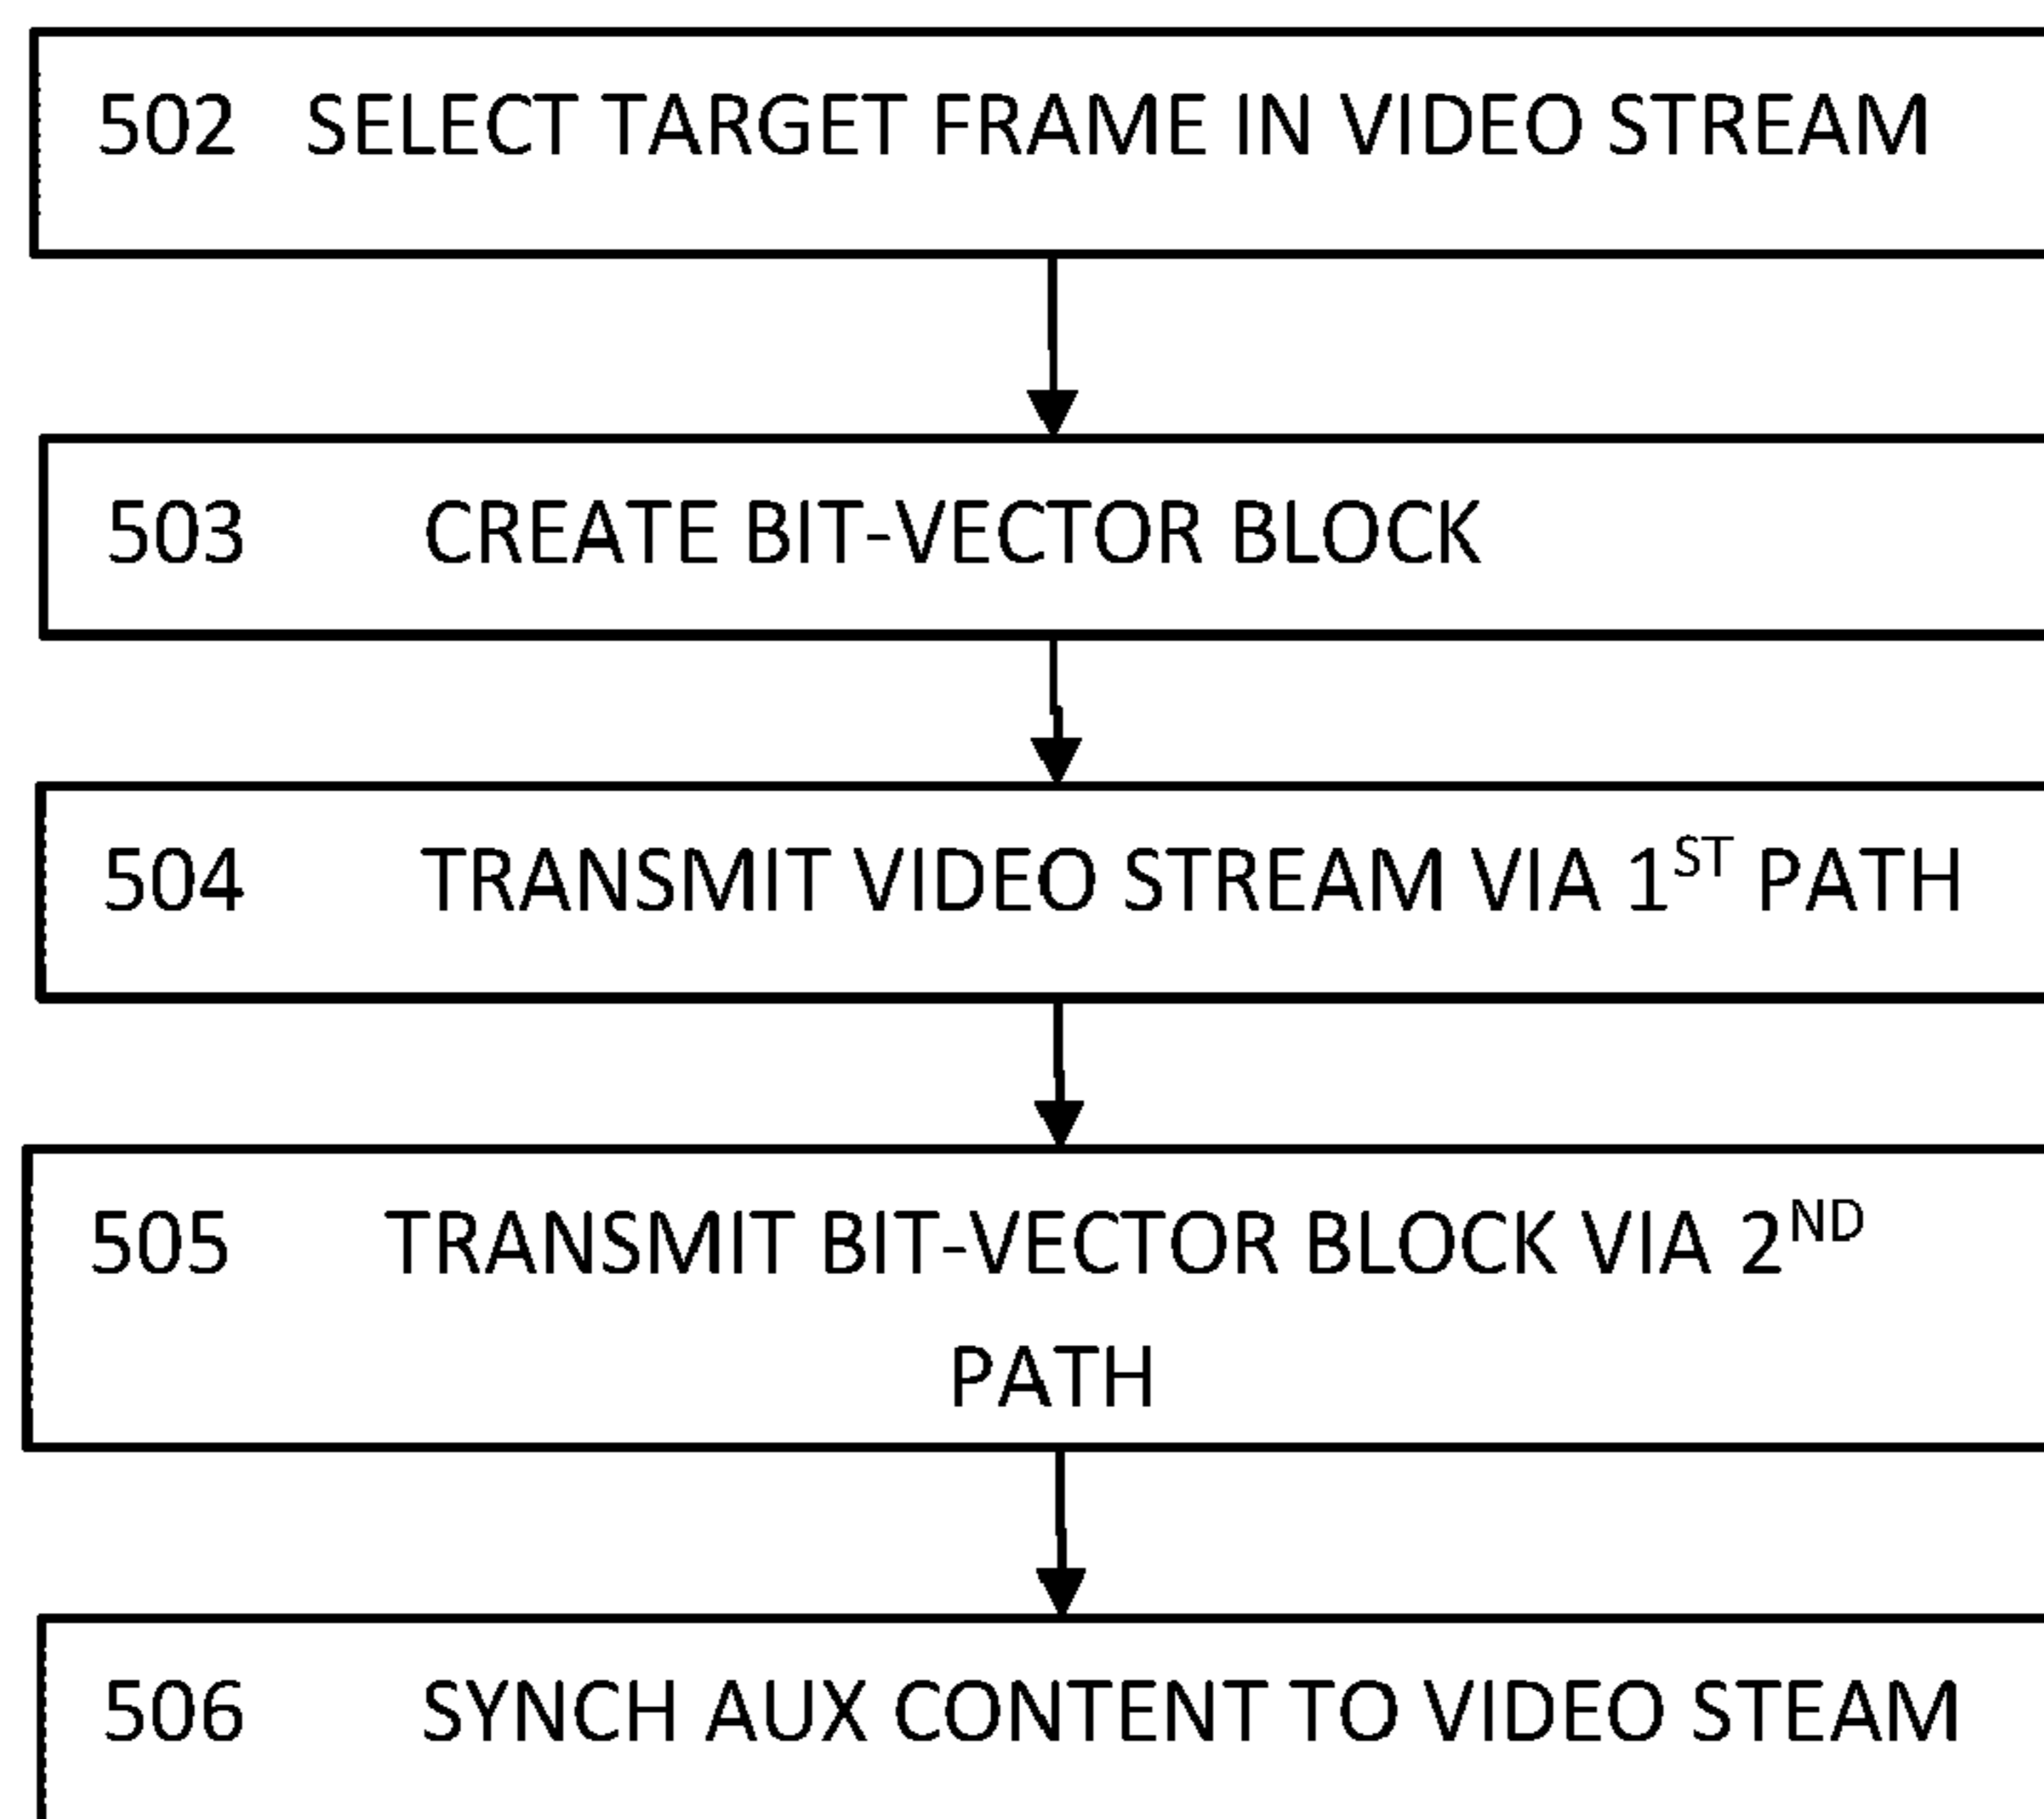 502 SELECT TARGET FRAME IN VIDEO STREAM
503 CREATE BIT-VECTOR BLOCK
504 TRANSMIT VIDEO STREAM VIA 1ST PATH
505 TRANSMIT BIT-VECTOR BLOCK VIA 2ND
PATH
506 SYNCH AUX CONTENT TO VIDEO STEAM